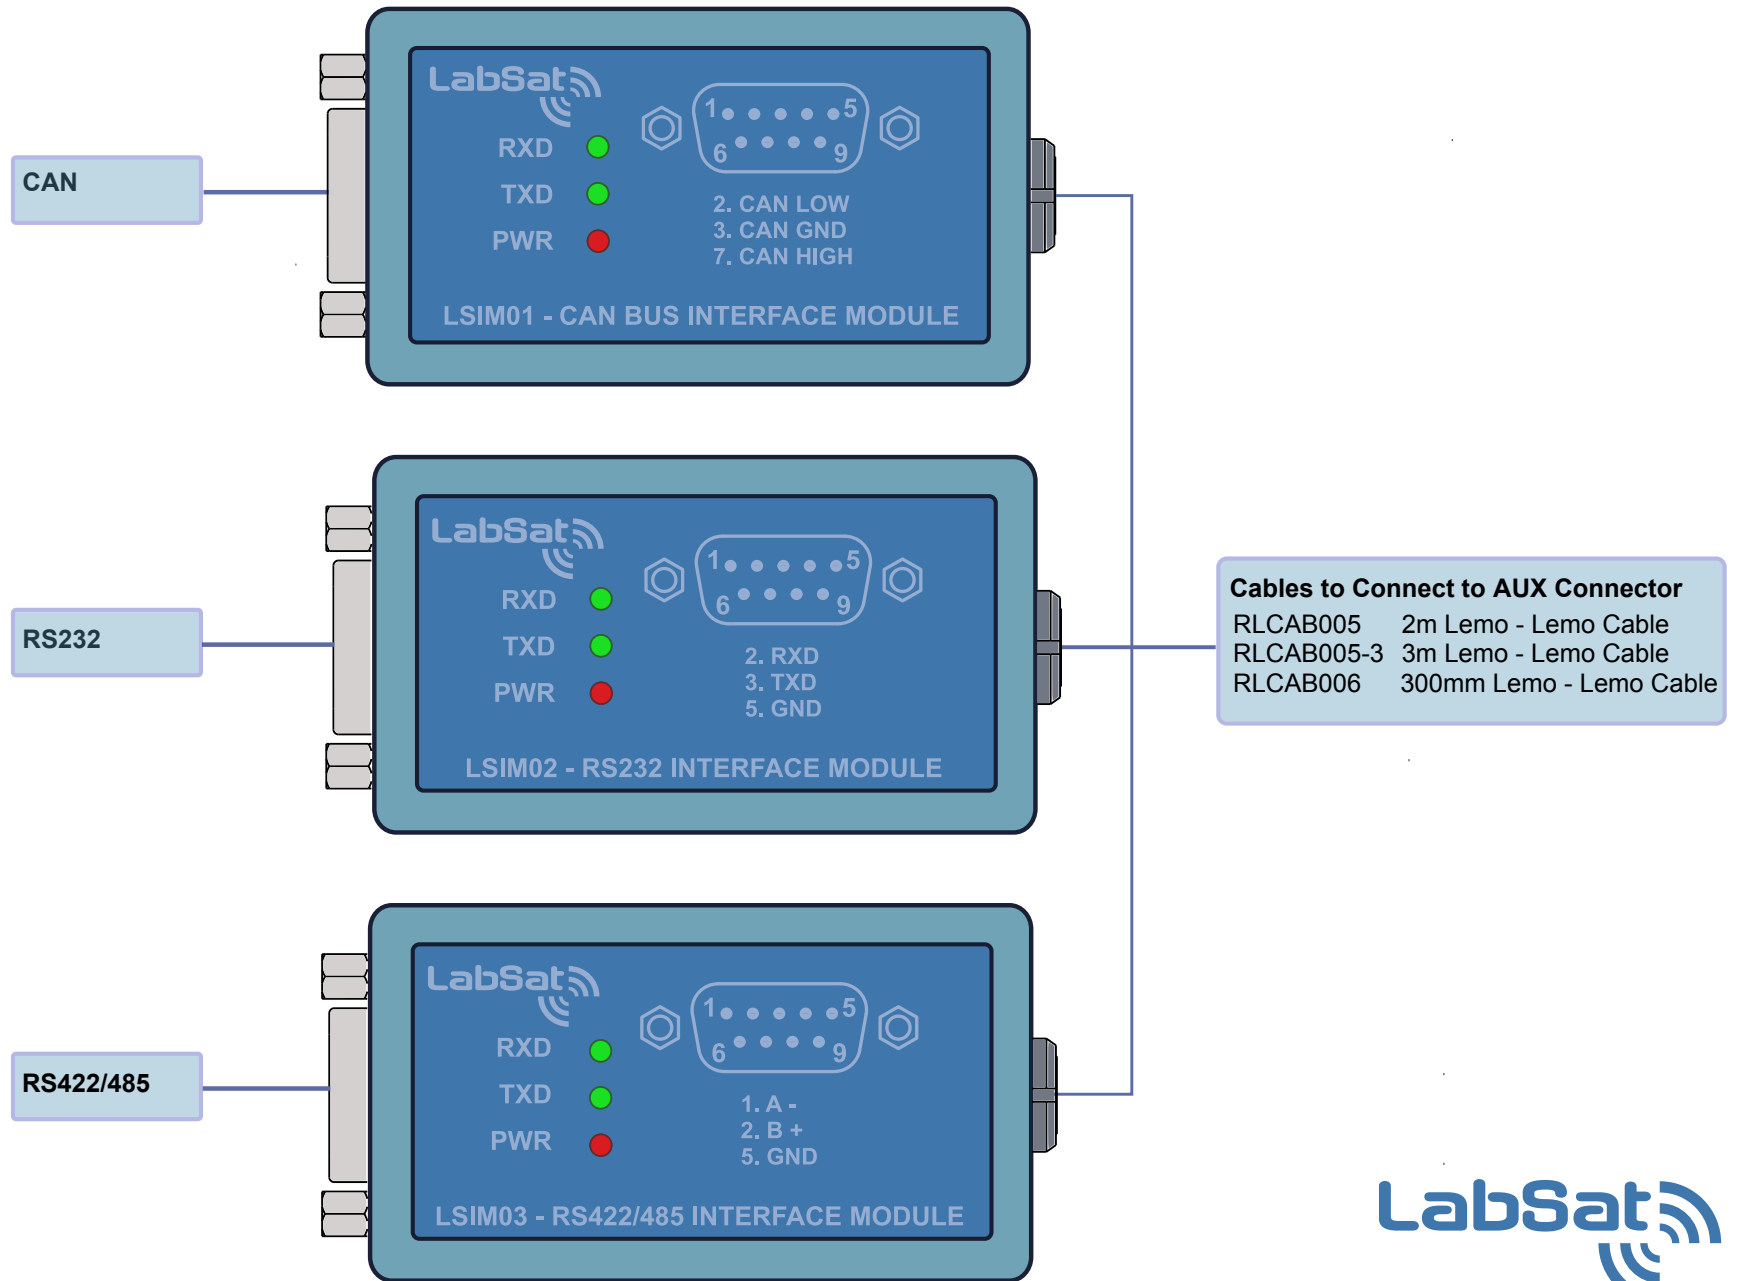 CAN
LabSat
1 5
6 9
RXD
TXD
PWR
2. CAN LOW
3. CAN GND
7. CAN HIGH
LSIM01 - CAN BUS INTERFACE MODULE
RS232
LabSat
1 5
6 9
RXD
TXD
PWR
2. RXD
3. TXD
5. GND
LSIM02 - RS232 INTERFACE MODULE
Cables to Connect to AUX Connector
RLCAB005 2m Lemo - Lemo Cable
RLCAB005-3 3m Lemo - Lemo Cable
RLCAB006 300mm Lemo - Lemo Cable
RS422/485
LabSat
1 5
6 9
RXD
TXD
PWR
1. A -
2. B +
5. GND
LSIM03 - RS422/485 INTERFACE MODULE
LabSat